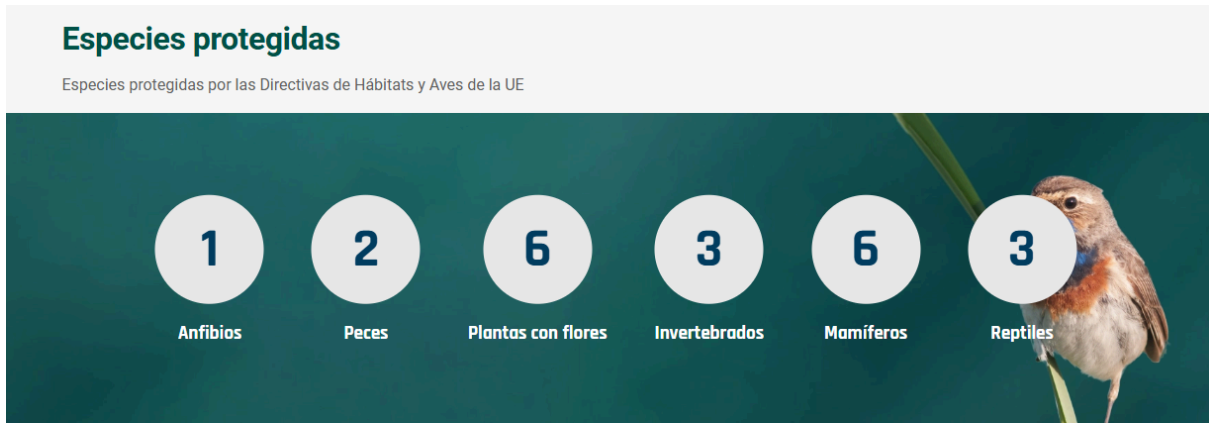 Especies protegidas
Especies protegidas por las Directivas de Hábitats y Aves de la UE
1 2 6 3 6 3
Anfibios Peces Plantas con flores Invertebrados Mamíferos Reptiles